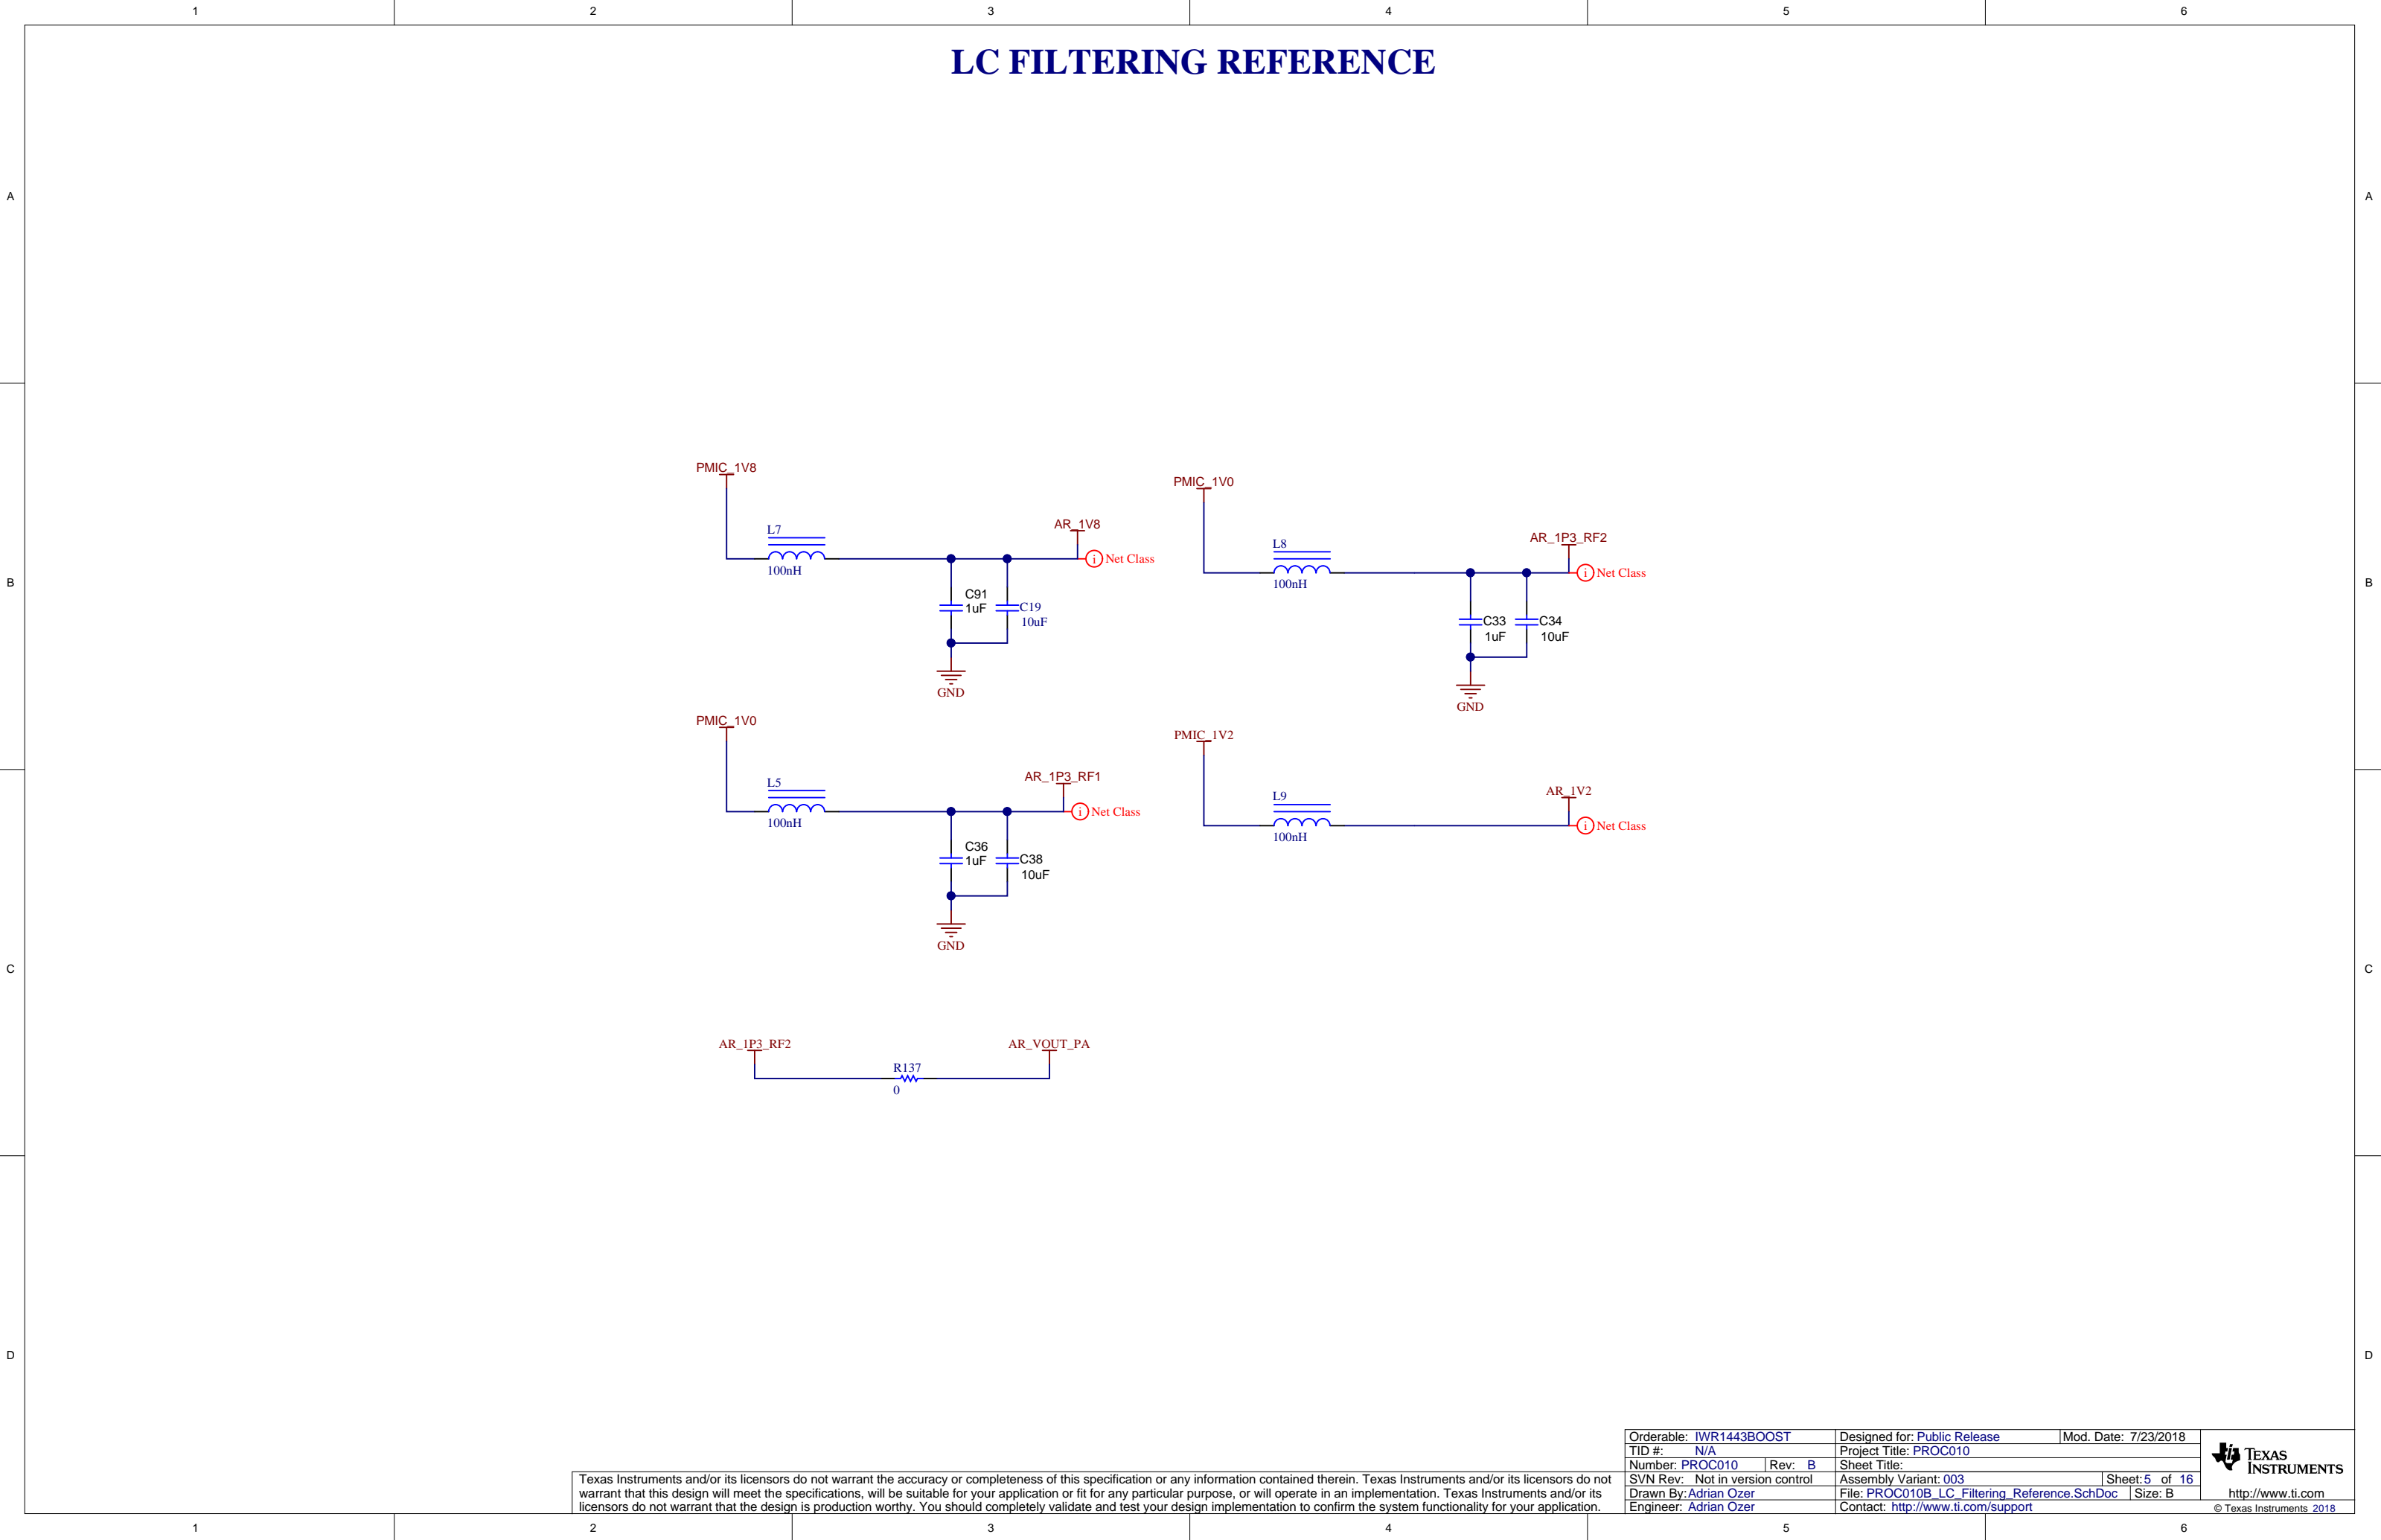 1 2 3 4 5 6
LC FILTERING REFERENCE
A A
PMIC_1V8
L7
100nH
AR_1V8
i Net Class
C91
1uF
C19
10uF
GND
PMIC_1V0
L8
100nH
AR_1P3_RF2
i Net Class
C33
1uF
C34
10uF
GND
B B
PMIC_1V0
L5
100nH
AR_1P3_RF1
i Net Class
C36
1uF
C38
10uF
GND
PMIC_1V2
L9
100nH
AR_1V2
i Net Class
C C
AR_1P3_RF2
R137
0
AR_VOUT_PA
D D
Texas Instruments and/or its licensors do not warrant the accuracy or completeness of this specification or any information contained therein. Texas Instruments and/or its licensors do not
warrant that this design will meet the specifications, will be suitable for your application or fit for any particular purpose, or will operate in an implementation. Texas Instruments and/or its
licensors do not warrant that the design is production worthy. You should completely validate and test your design implementation to confirm the system functionality for your application.
Orderable: IWR1443BOOST Designed for: Public Release Mod. Date: 7/23/2018
TID #: N/A Project Title: PROC010
Number: PROC010 Rev: B Sheet Title:
SVN Rev: Not in version control Assembly Variant: 003 Sheet: 5 of 16
Drawn By: Adrian Ozer File: PROC010B_LC_Filtering_Reference.SchDoc Size: B
Engineer: Adrian Ozer Contact: http://www.ti.com/support
TEXAS
INSTRUMENTS
http://www.ti.com
© Texas Instruments 2018
1 2 3 4 5 6